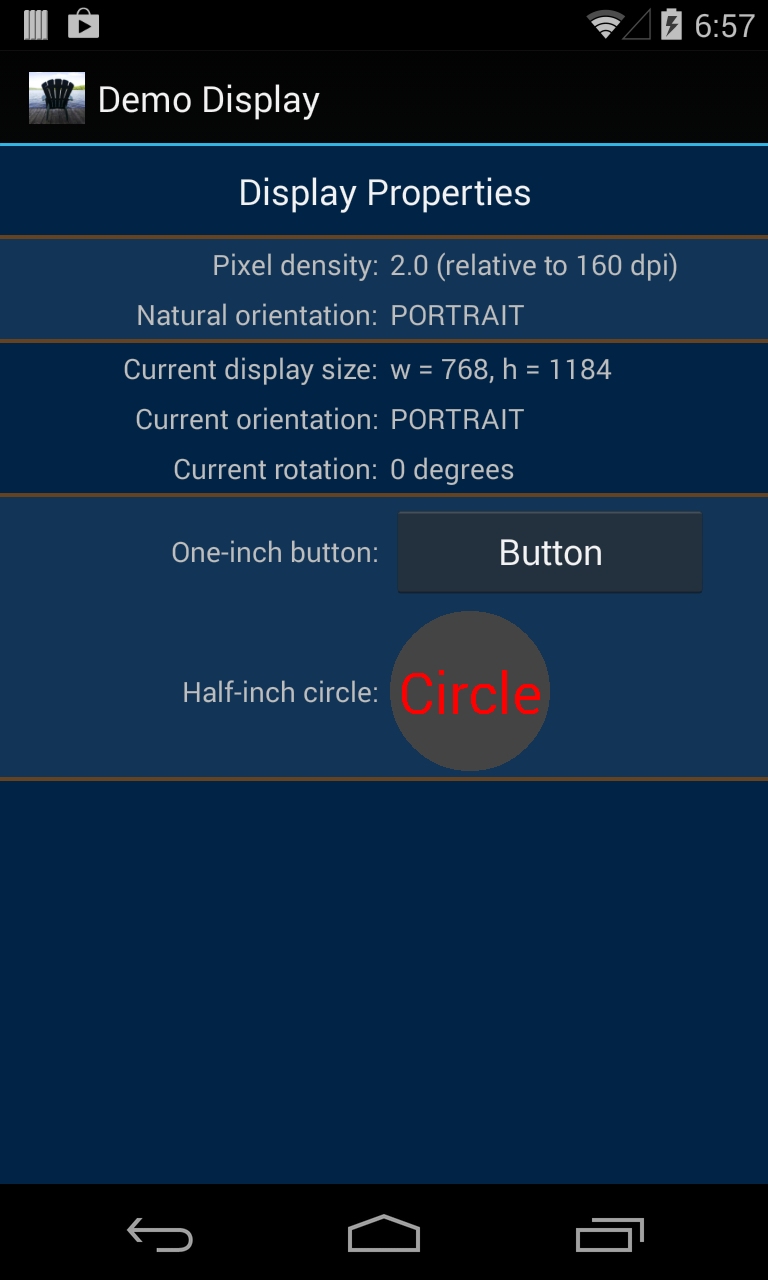 6:57
Demo Display
Display Properties
Pixel density: 2.0 (relative to 160 dpi)
Natural orientation: PORTRAIT
Current display size: w = 768, h = 1184
Current orientation: PORTRAIT
Current rotation: 0 degrees
One-inch button: Button
Half-inch circle: Circle